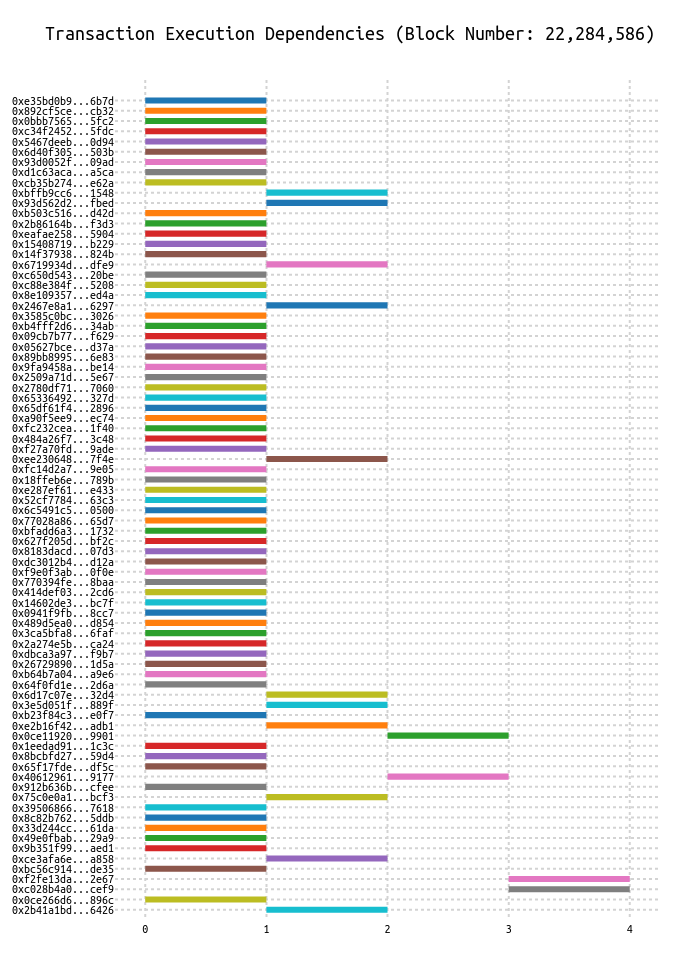 Transaction Execution Dependencies (Block Number: 22,284,586)
0xe35bd0b9...6b7d
0x892cf5ce...cb32
0x0bbb7565...5fc2
0xc34f2452...5fdc
0x5467deeb...0d94
0x6d40f305...503b
0x93d0052f...09ad
0xd1c63aca...a5ca
0xcb35b274...e62a
0xbffb9cc6...1548
0x93d562d2...fbed
0xb503c516...d42d
0x2b86164b...f3d3
0xeafae258...5904
0x15408719...b229
0x14f37938...824b
0x6719934d...dfe9
0xc650d543...20be
0xc88e384f...5208
0x8e109357...ed4a
0x2467e8a1...6297
0x3585c0bc...3026
0xb4fff2d6...34ab
0x09cb7b77...f629
0x05627bce...d37a
0x89bb8995...6e83
0x9fa9458a...be14
0x2509a71d...5e67
0x2780df71...7060
0x65336492...327d
0x65df61f4...2896
0xa90f5ee9...ec74
0xfc232cea...1f40
0x484a26f7...3c48
0xf27a70fd...9ade
0xee230648...7f4e
0xfc14d2a7...9e05
0x18ffeb6e...789b
0xe287ef61...e433
0x52cf7784...63c3
0x6c5491c5...0500
0x77028a86...65d7
0xbfadd6a3...1732
0x627f205d...bf2c
0x8183dacd...07d3
0xdc3012b4...d12a
0xf9e0f3ab...0f0e
0x770394fe...8baa
0x414def03...2cd6
0x14602de3...bc7f
0x0941f9fb...8cc7
0x489d5ea0...d854
0x3ca5bfa8...6faf
0x2a274e5b...ca24
0xdbca3a97...f9b7
0x26729890...1d5a
0xb64b7a04...a9e6
0x64f0fd1e...2d6a
0x6d17c07e...32d4
0x3e5d051f...889f
0xb23f84c3...e0f7
0xe2b16f42...adb1
0x0ce11920...9901
0x1eedad91...1c3c
0x8bcbfd27...59d4
0x65f17fde...df5c
0x40612961...9177
0x912b636b...cfee
0x75c0e0a1...bcf3
0x39506866...7618
0x8c82b762...5ddb
0x33d244cc...61da
0x49e0fbab...29a9
0x9b351f99...aed1
0xce3afa6e...a858
0xbc56c914...de35
0xf2fe13da...2e67
0xc028b4a0...cef9
0x0ce266d6...896c
0x2b41a1bd...6426
0 1 2 3 4